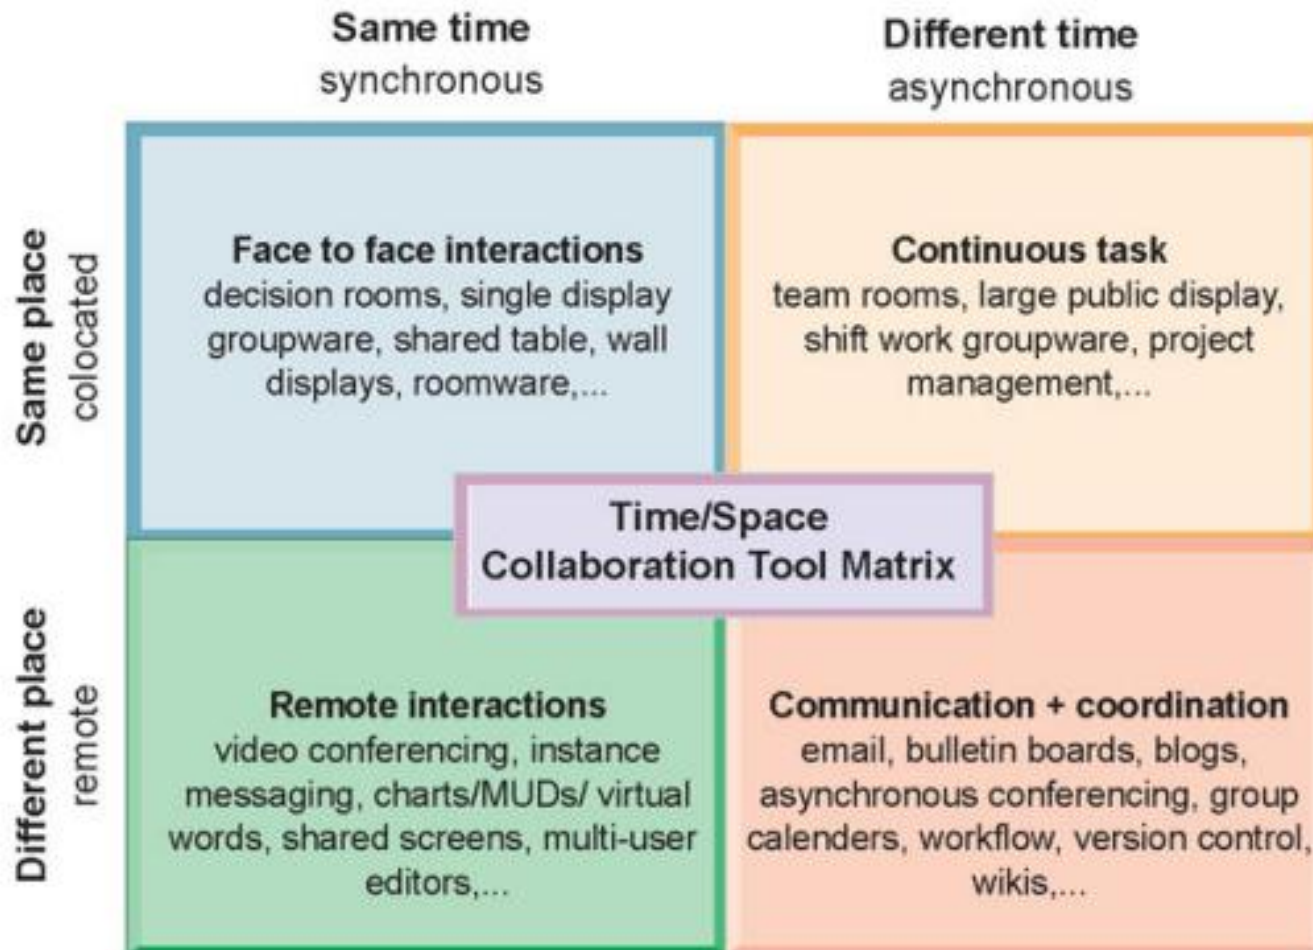 Same time
synchronous
Different time
asynchronous
Same place
colocated
Face to face interactions
decision rooms, single display
groupware, shared table, wall
displays, roomware,...
Continuous task
team rooms, large public display,
shift work groupware, project
management,...
Time/Space
Collaboration Tool Matrix
Different place
remote
Remote interactions
video conferencing, instance
messaging, charts/MUDs/ virtual
words, shared screens, multi-user
editors,...
Communication + coordination
email, bulletin boards, blogs,
asynchronous conferencing, group
calenders, workflow, version control,
wikis,...